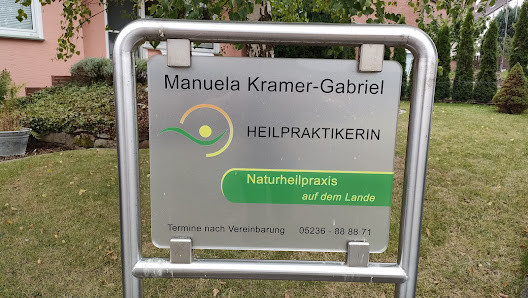 Manuela Kramer-Gabriel
HEILPRAKTIKERIN
Naturheilpraxis
auf dem Lande
Termine nach Vereinbarung 05236 - 88 88 71